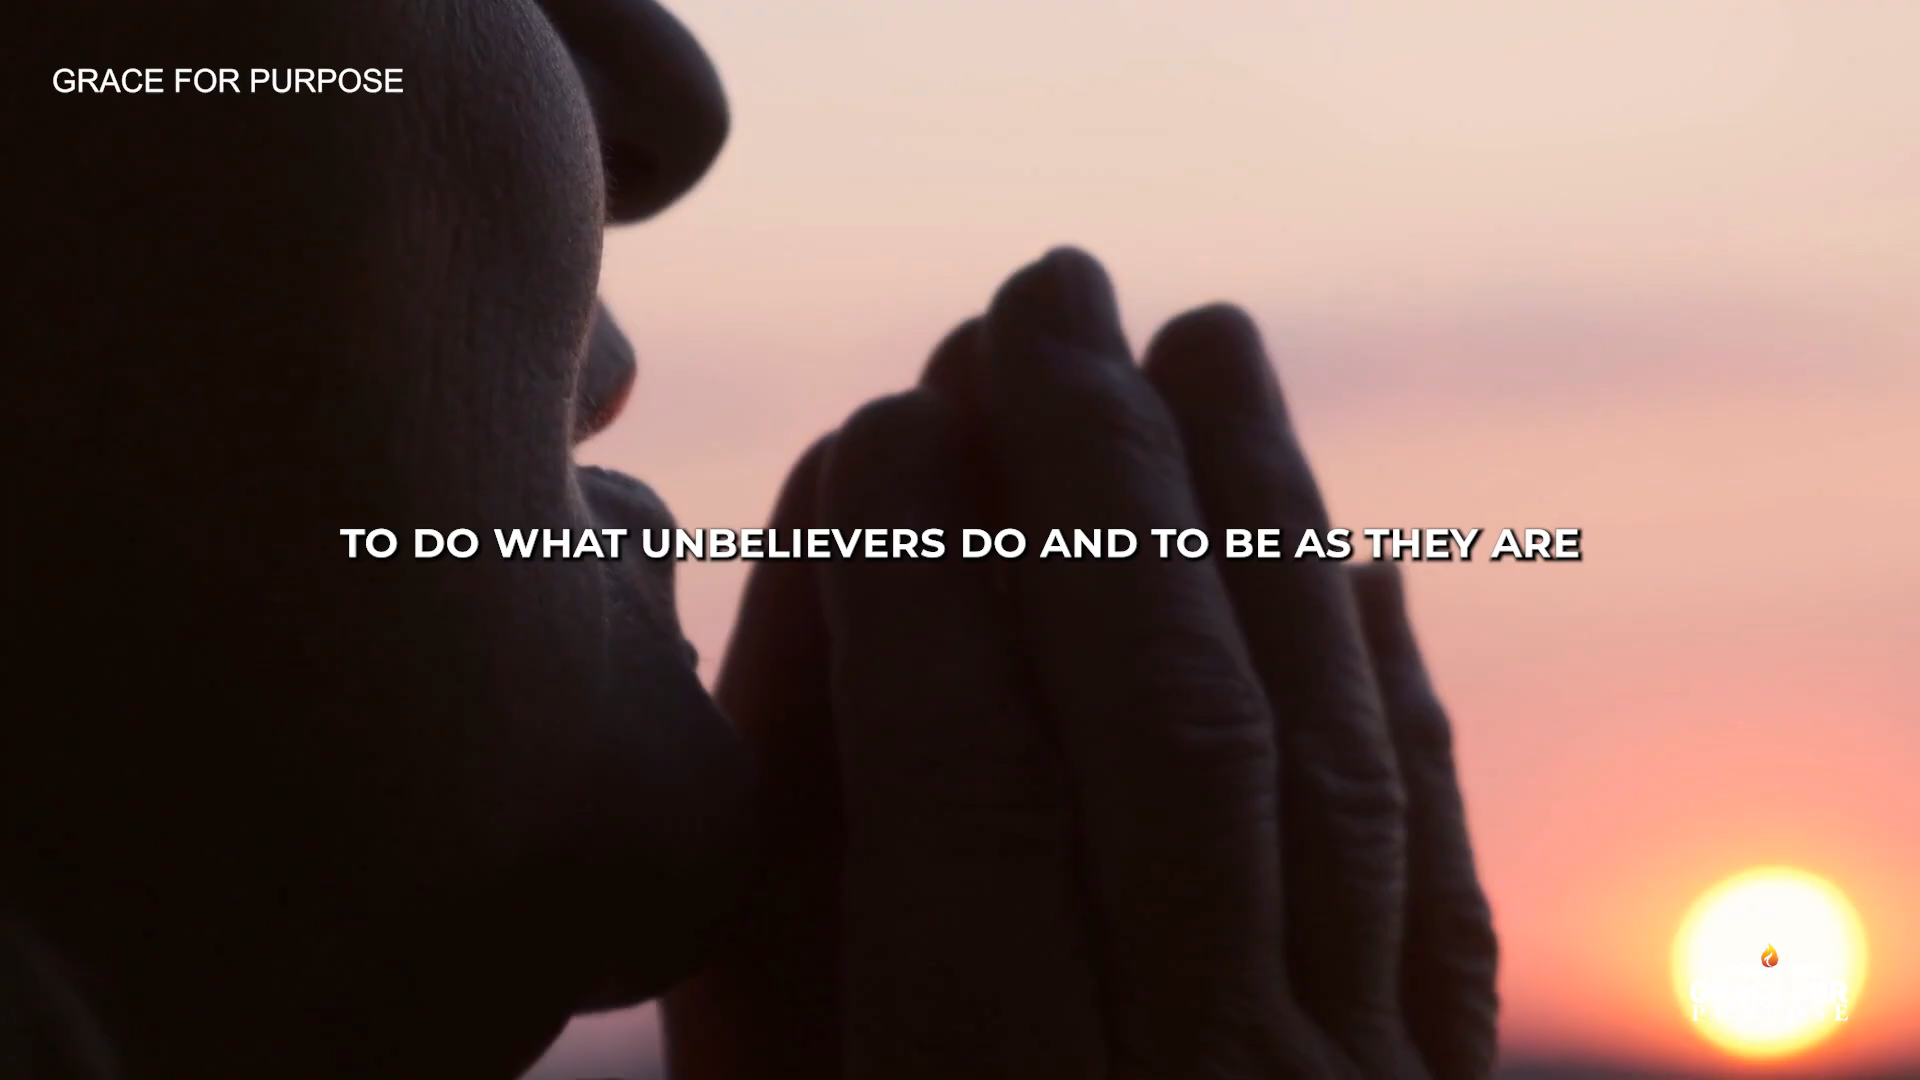 GRACE FOR PURPOSE
TO DO WHAT UNBELIEVERS DO AND TO BE AS THEY ARE